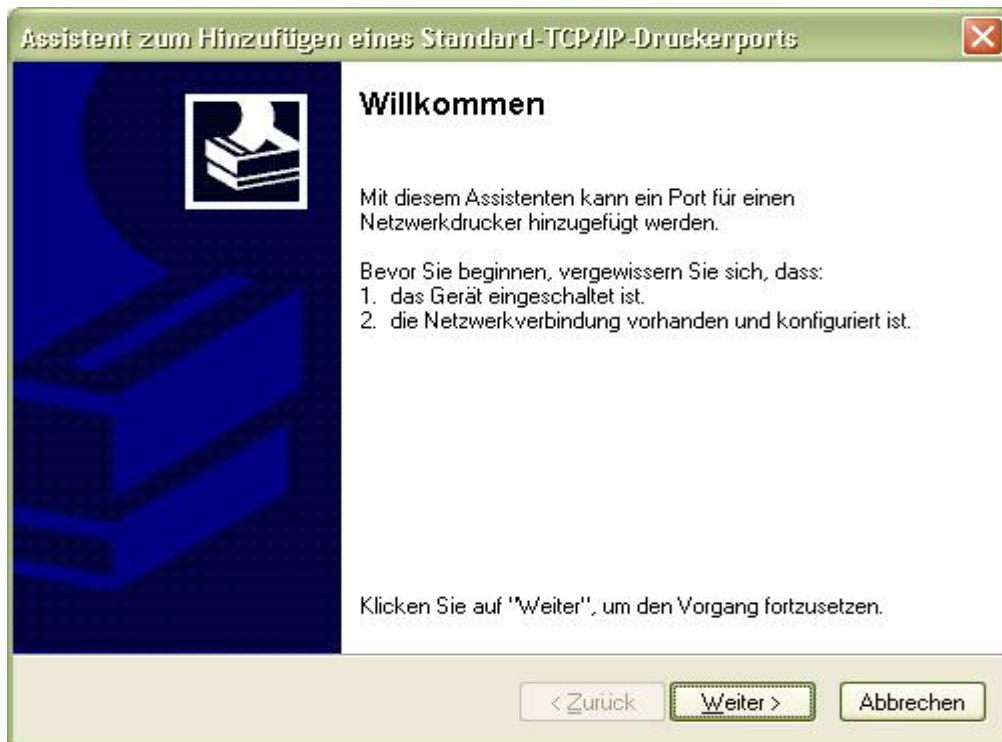 Assistent zum Hinzufügen eines Standard-TCP/IP-Druckerports
Willkommen
Mit diesem Assistenten kann ein Port für einen
Netzwerkdrucker hinzugefügt werden.
Bevor Sie beginnen, vergewissern Sie sich, dass:
1. das Gerät eingeschaltet ist.
2. die Netzwerkverbindung vorhanden und konfiguriert ist.
Klicken Sie auf "Weiter", um den Vorgang fortzusetzen.
< Zurück Weiter > Abbrechen